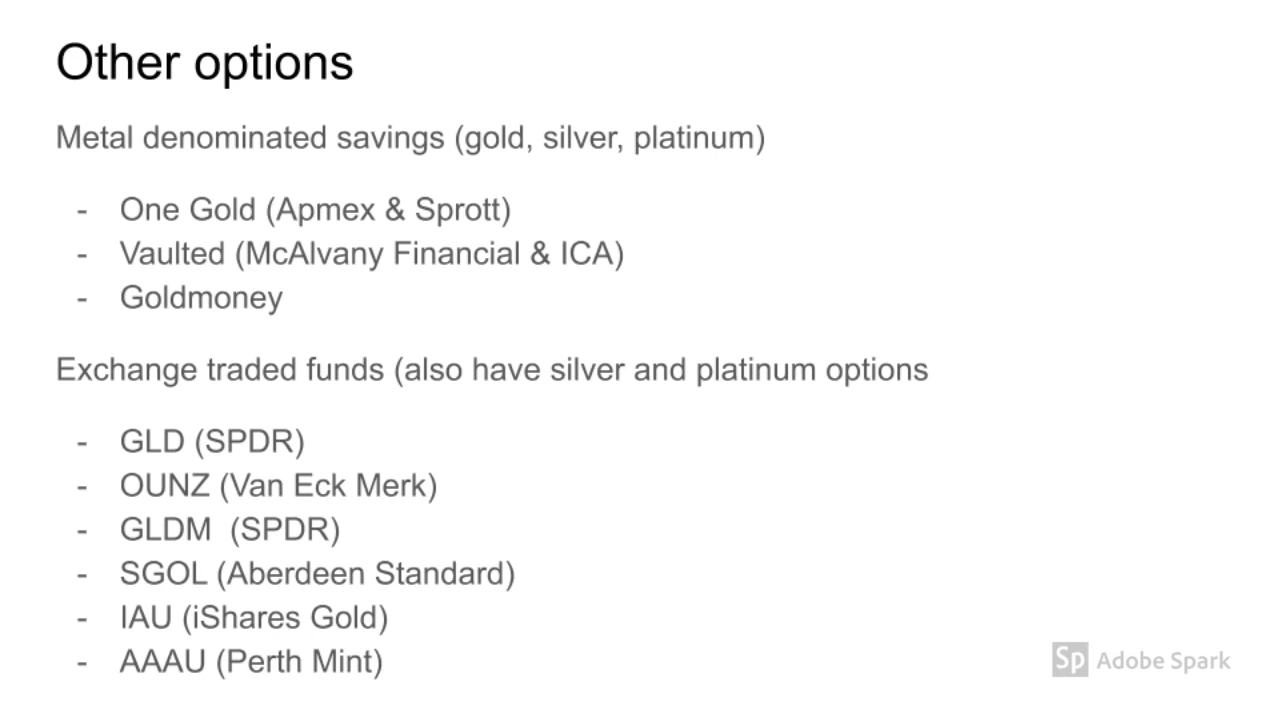 Other options
Metal denominated savings (gold, silver, platinum)
- One Gold (Apmex & Sprott)
- Vaulted (McAlvany Financial & ICA)
- Goldmoney
Exchange traded funds (also have silver and platinum options
- GLD (SPDR)
- OUNZ (Van Eck Merk)
- GLDM  (SPDR)
- SGOL (Aberdeen Standard)
- IAU (iShares Gold)
- AAAU (Perth Mint)
Sp Adobe Spark